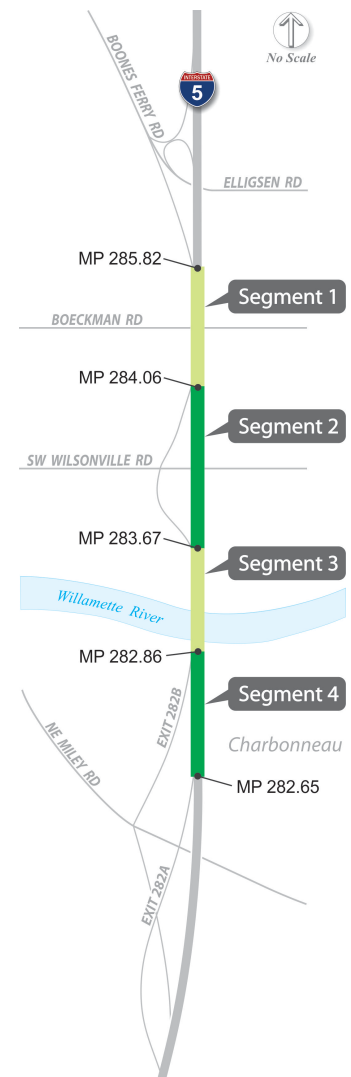 No Scale
BOONES FERRY RD
INTERSTATE
5
ELLIGSEN RD
MP 285.82
Segment 1
BOECKMAN RD
MP 284.06
Segment 2
SW WILSONVILLE RD
MP 283.67
Segment 3
Willamette River
MP 282.86
Segment 4
EXIT 282B
Charbonneau
NE MILEY RD
MP 282.65
EXIT 282A